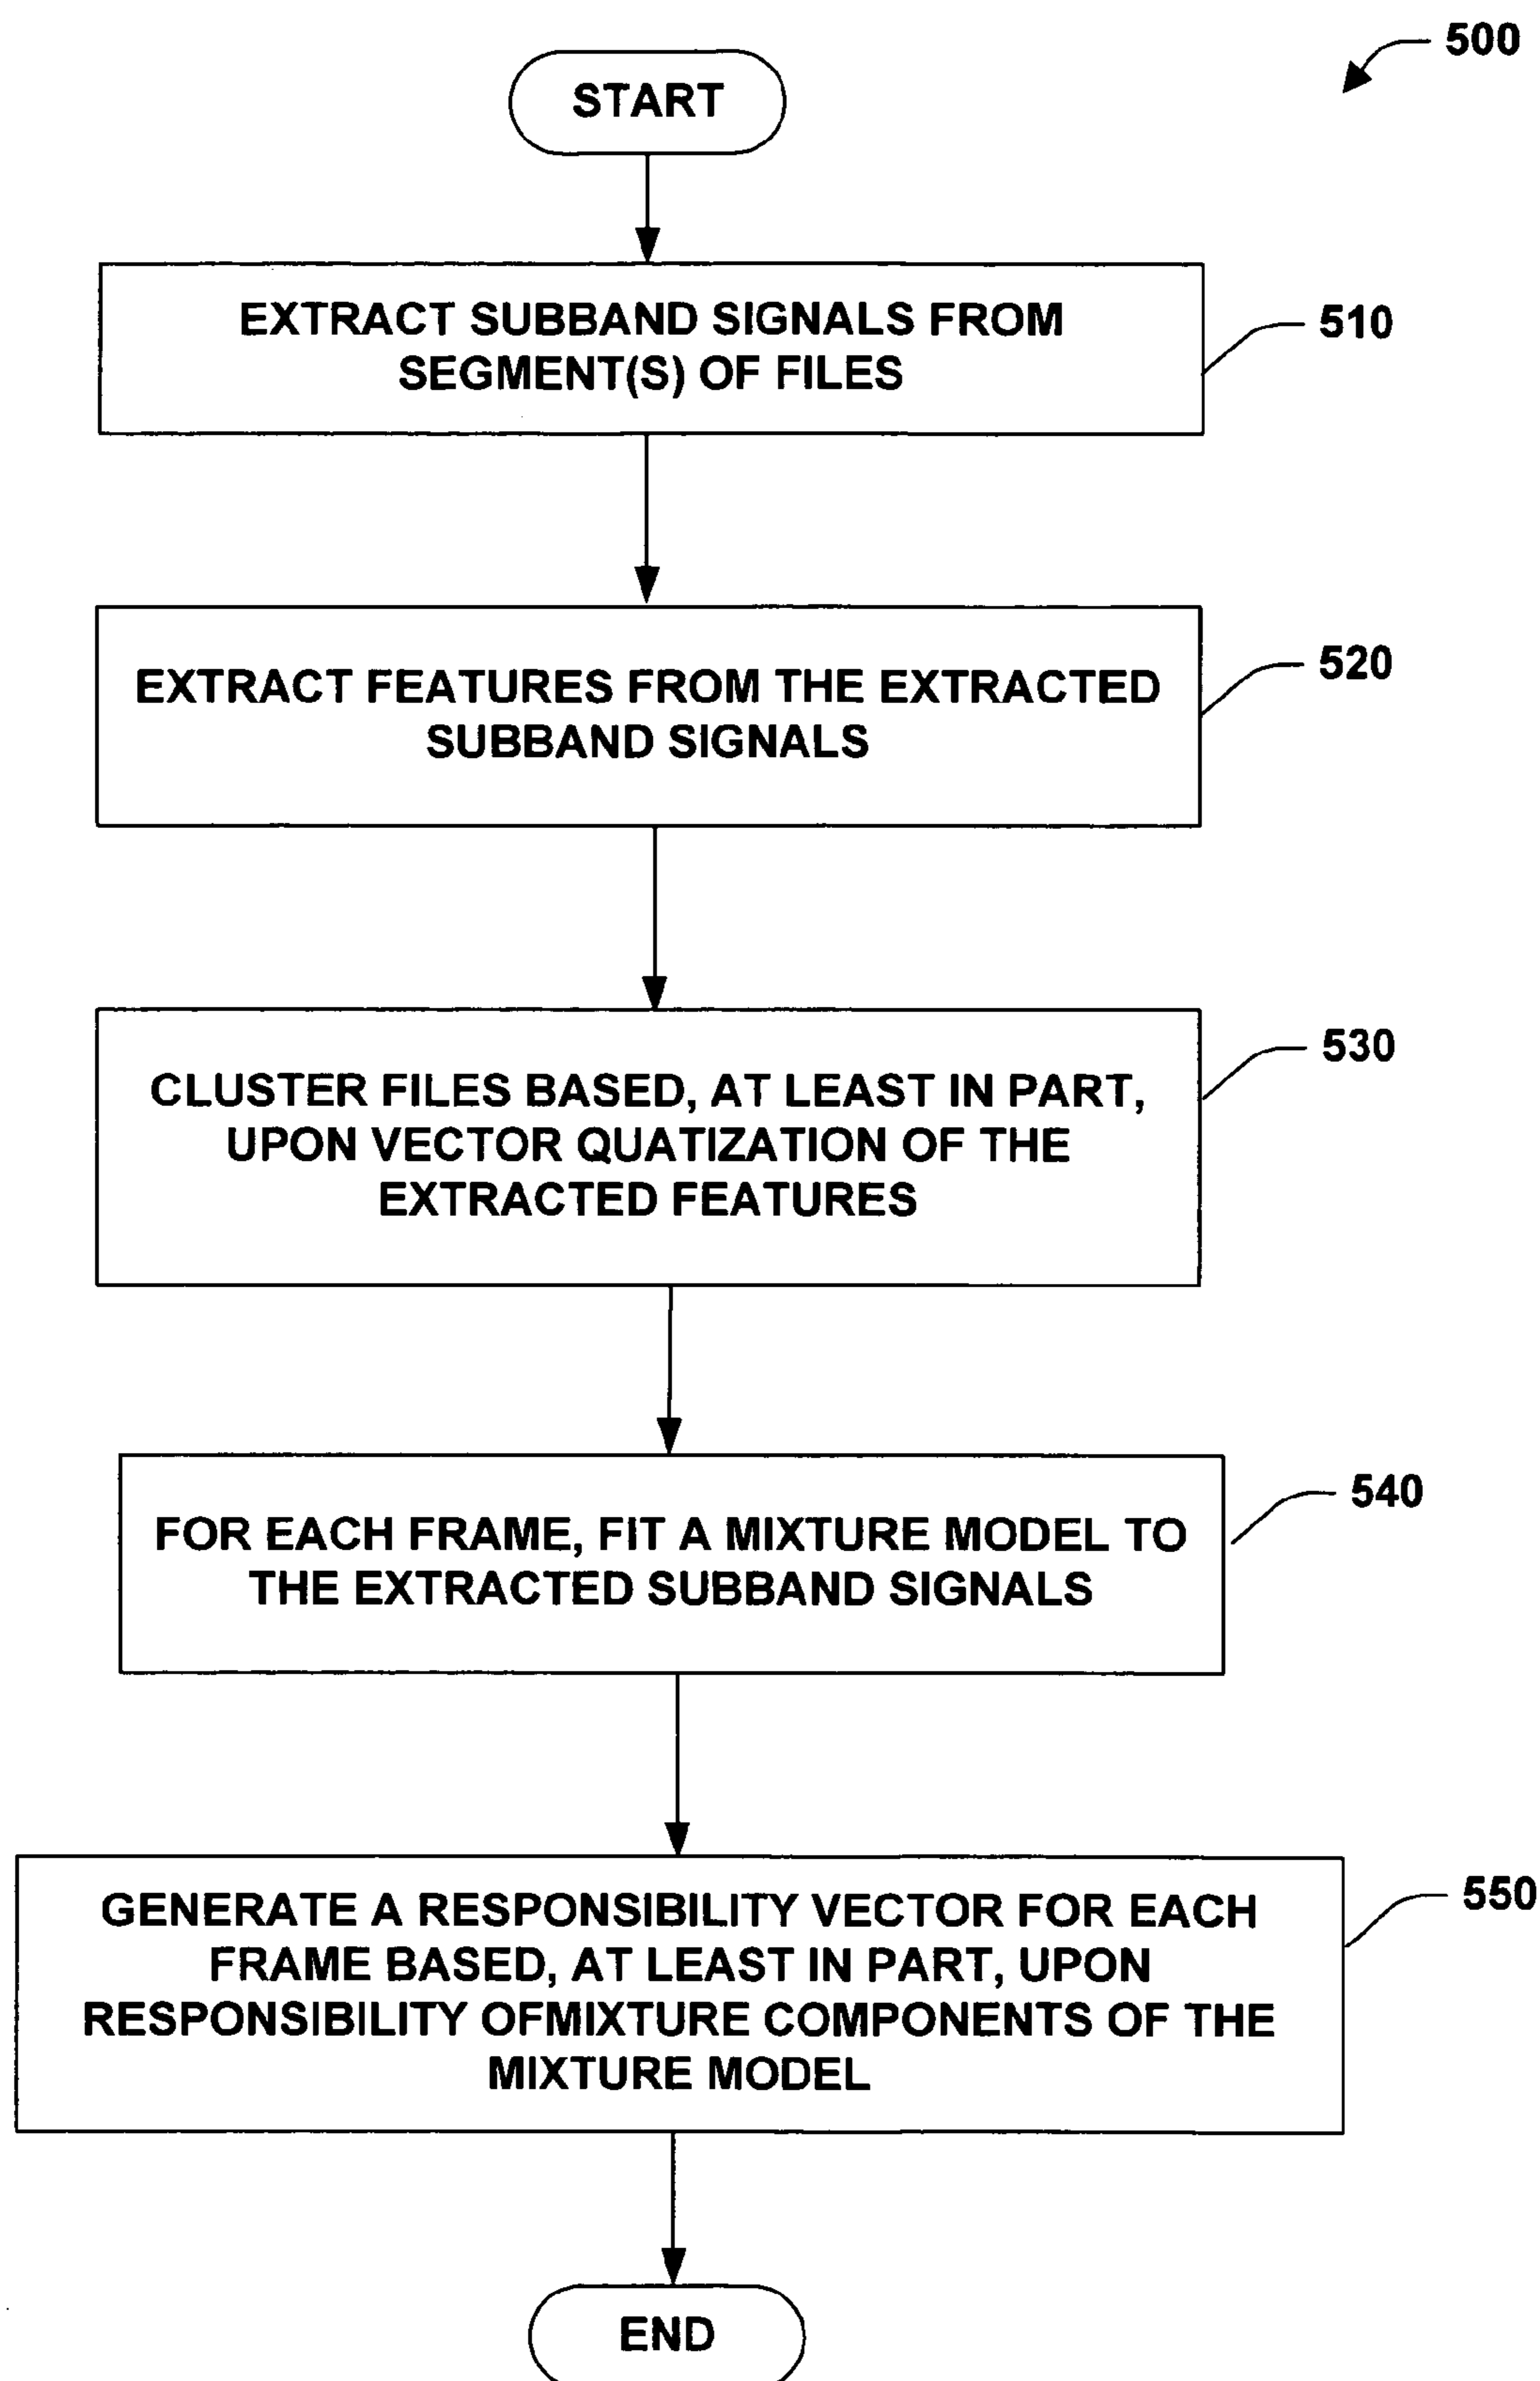 500
START
EXTRACT SUBBAND SIGNALS FROM
SEGMENT(S) OF FILES
510
EXTRACT FEATURES FROM THE EXTRACTED
SUBBAND SIGNALS
520
CLUSTER FILES BASED, AT LEAST IN PART,
UPON VECTOR QUATIZATION OF THE
EXTRACTED FEATURES
530
FOR EACH FRAME, FIT A MIXTURE MODEL TO
THE EXTRACTED SUBBAND SIGNALS
540
GENERATE A RESPONSIBILITY VECTOR FOR EACH
FRAME BASED, AT LEAST IN PART, UPON
RESPONSIBILITY OFMIXTURE COMPONENTS OF THE
MIXTURE MODEL
550
END